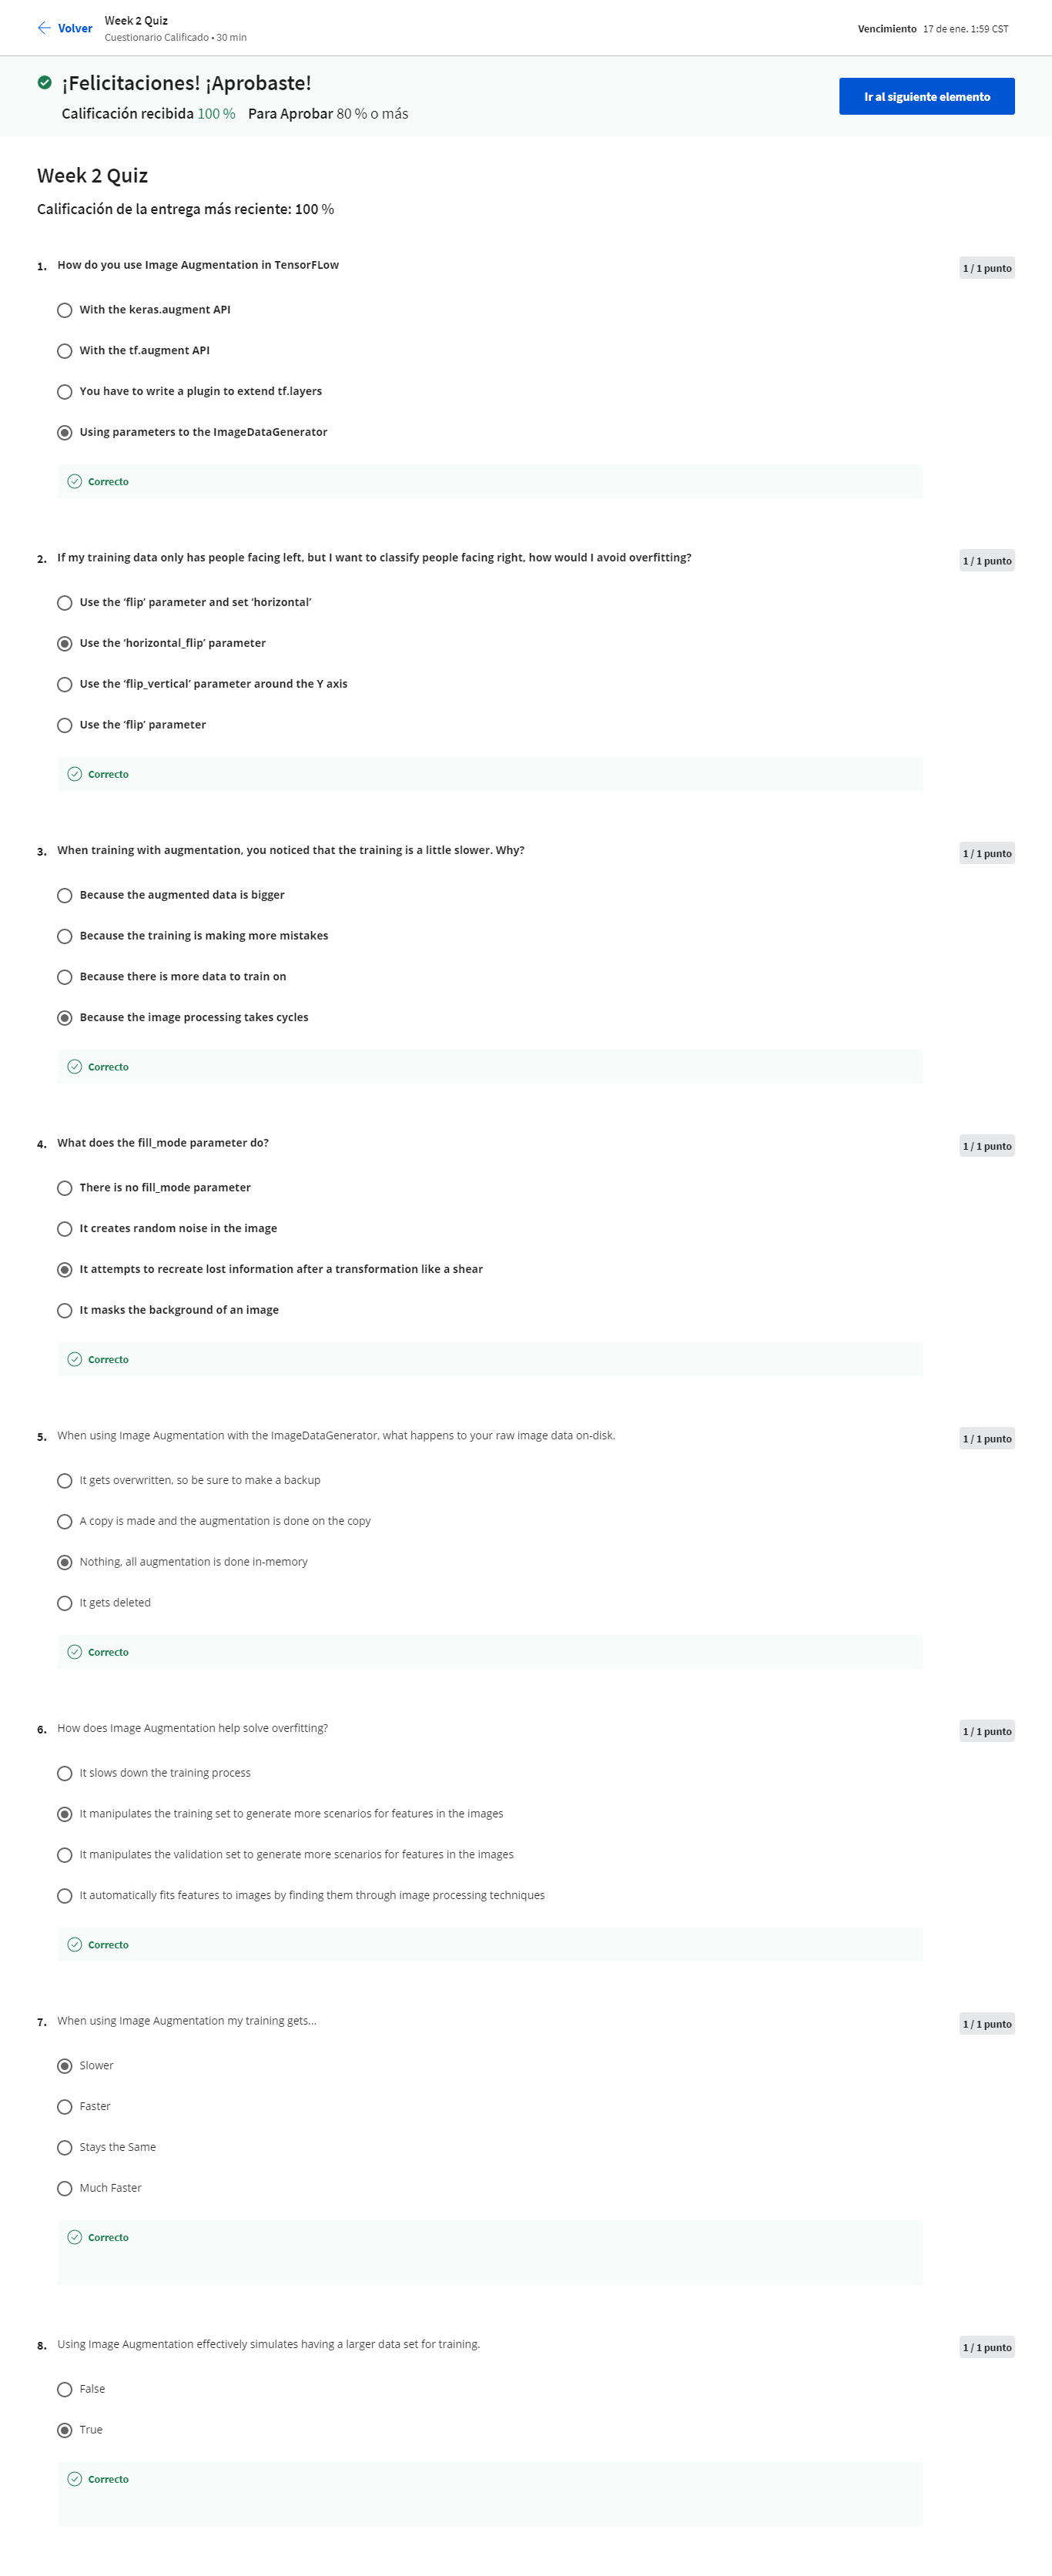 Volver
Week 2 Quiz
Cuestionario Calificado • 30 min
Vencimiento 17 de ene. 1:59 CST
¡Felicitaciones! ¡Aprobaste!
Calificación recibida 100 % Para Aprobar 80 % o más
Ir al siguiente elemento
Week 2 Quiz
Calificación de la entrega más reciente: 100 %
1. How do you use Image Augmentation in TensorFLow
1 / 1 punto
With the keras.augment API
With the tf.augment API
You have to write a plugin to extend tf.layers
Using parameters to the ImageDataGenerator
Correcto
2. If my training data only has people facing left, but I want to classify people facing right, how would I avoid overfitting?
1 / 1 punto
Use the ‘flip’ parameter and set ‘horizontal’
Use the ‘horizontal_flip’ parameter
Use the ‘flip_vertical’ parameter around the Y axis
Use the ‘flip’ parameter
Correcto
3. When training with augmentation, you noticed that the training is a little slower. Why?
1 / 1 punto
Because the augmented data is bigger
Because the training is making more mistakes
Because there is more data to train on
Because the image processing takes cycles
Correcto
4. What does the fill_mode parameter do?
1 / 1 punto
There is no fill_mode parameter
It creates random noise in the image
It attempts to recreate lost information after a transformation like a shear
It masks the background of an image
Correcto
5. When using Image Augmentation with the ImageDataGenerator, what happens to your raw image data on-disk.
1 / 1 punto
It gets overwritten, so be sure to make a backup
A copy is made and the augmentation is done on the copy
Nothing, all augmentation is done in-memory
It gets deleted
Correcto
6. How does Image Augmentation help solve overfitting?
1 / 1 punto
It slows down the training process
It manipulates the training set to generate more scenarios for features in the images
It manipulates the validation set to generate more scenarios for features in the images
It automatically fits features to images by finding them through image processing techniques
Correcto
7. When using Image Augmentation my training gets...
1 / 1 punto
Slower
Faster
Stays the Same
Much Faster
Correcto
8. Using Image Augmentation effectively simulates having a larger data set for training.
1 / 1 punto
False
True
Correcto